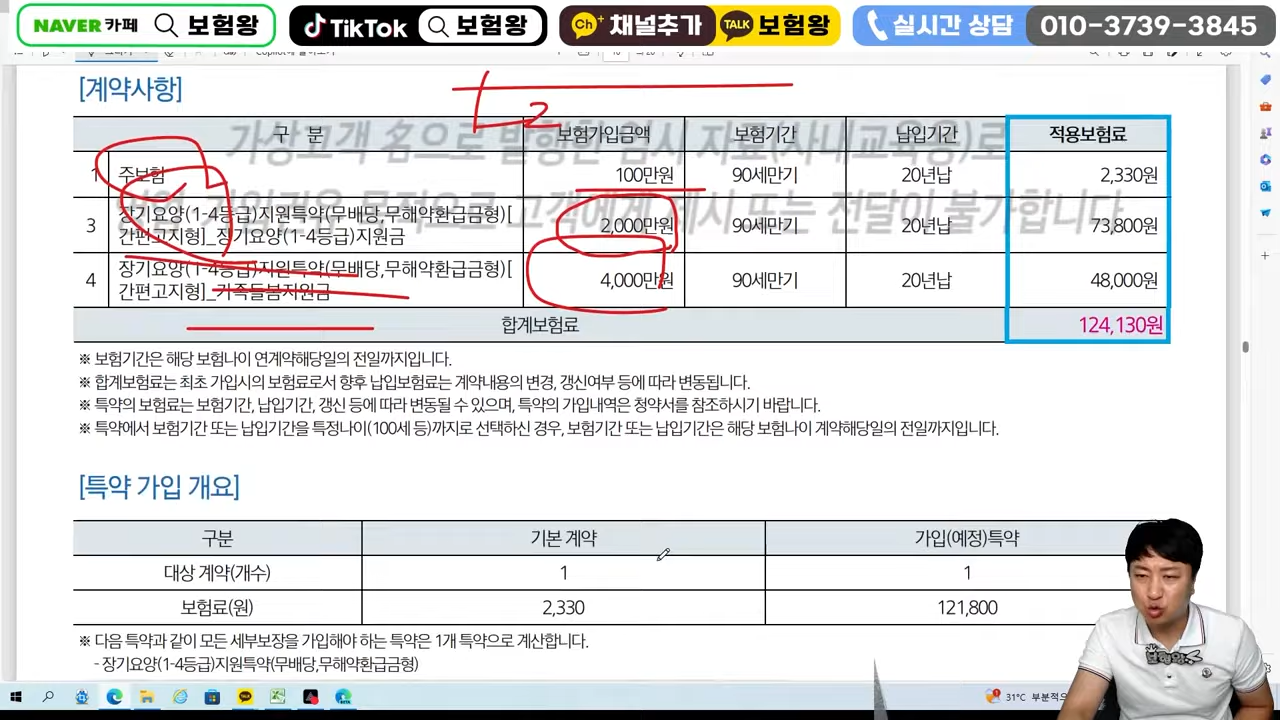 NAVER 카페 보험왕 TikTok 보험왕 Ch+ 채널추가 TALK 보험왕 실시간 상담 010-3739-3845
[계약사항]
구 분 보험가입금액 보험기간 납입기간 적용보험료
1 주보험 100만원 90세만기 20년납 2,330원
3 장기요양(1-4등급)지원특약(무배당,무해약환급금형)[간편고지형]_장기요양(1-4등급)지원금 2,000만원 90세만기 20년납 73,800원
4 장기요양(1-4등급)지원특약(무배당,무해약환급금형)[간편고지형]_가족돌봄지원금 4,000만원 90세만기 20년납 48,000원
합계보험료 124,130원
※ 보험기간은 해당 보험나이 연계약해당일의 전일까지입니다.
※ 합계보험료는 최초 가입시의 보험료로서 향후 납입보험료는 계약내용의 변경, 갱신여부 등에 따라 변동됩니다.
※ 특약의 보험료는 보험기간, 납입기간, 갱신 등에 따라 변동될 수 있으며, 특약의 가입내역은 청약서를 참조하시기 바랍니다.
※ 특약에서 보험기간 또는 납입기간을 특정나이(100세 등)까지로 선택하신 경우, 보험기간 또는 납입기간은 해당 보험나이 계약해당일의 전일까지입니다.
[특약 가입 개요]
구분 기본 계약 가입(예정)특약
대상 계약(개수) 1 1
보험료(원) 2,330 121,800
※ 다음 특약과 같이 모든 세부보장을 가입해야 하는 특약은 1개 특약으로 계산합니다.
- 장기요양(1-4등급)지원특약(무배당,무해약환급금형)
보험왕
31°C 부분적으